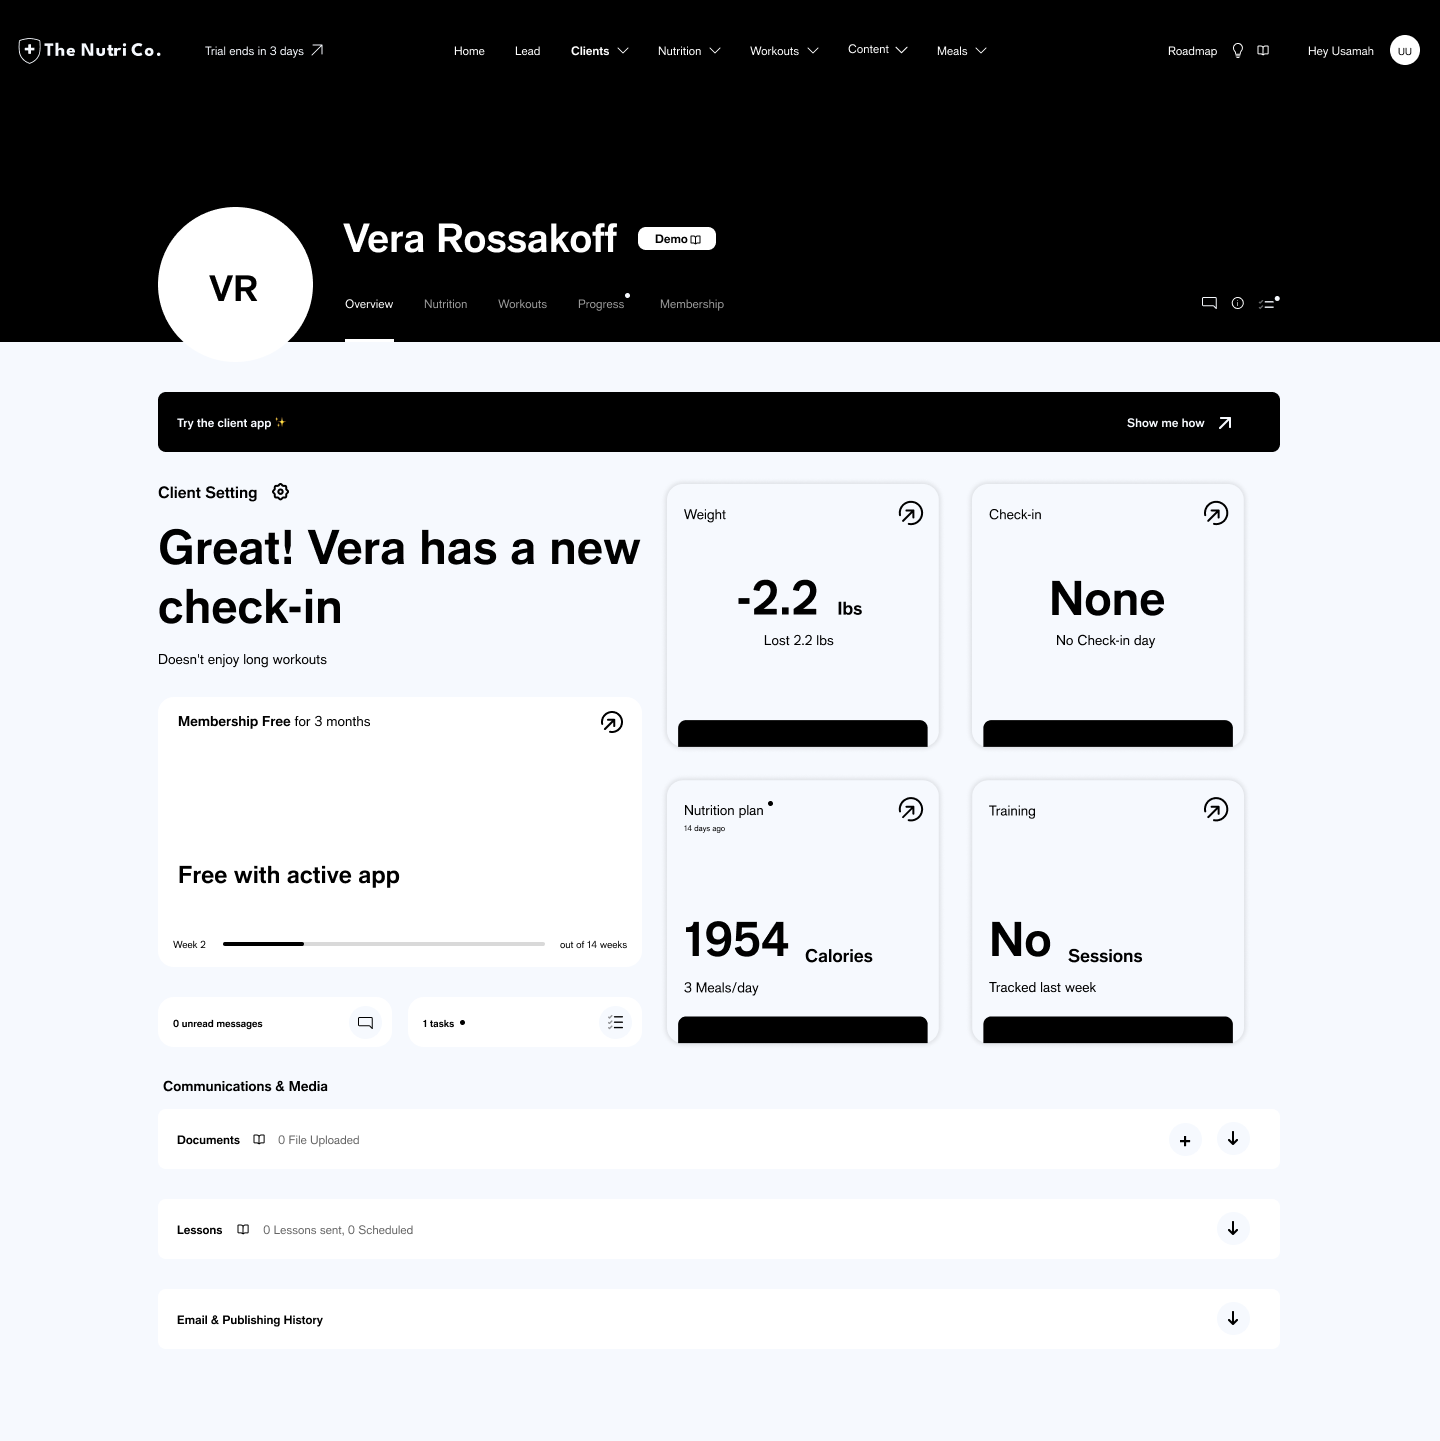 The Nutri Co.
Trial ends in 3 days
Home
Lead
Clients
Nutrition
Workouts
Content
Meals
Roadmap
Hey Usamah
UU
VR
Vera Rossakoff
Demo
Overview
Nutrition
Workouts
Progress
Membership
Try the client app ✨
Show me how
Client Setting
Great! Vera has a new
check-in
Doesn't enjoy long workouts
Membership Free for 3 months
Free with active app
Week 2
out of 14 weeks
0 unread messages
1 tasks
Weight
-2.2 lbs
Lost 2.2 lbs
Check-in
None
No Check-in day
Nutrition plan
14 days ago
1954 Calories
3 Meals/day
Training
No Sessions
Tracked last week
Communications & Media
Documents
0 File Uploaded
Lessons
0 Lessons sent, 0 Scheduled
Email & Publishing History